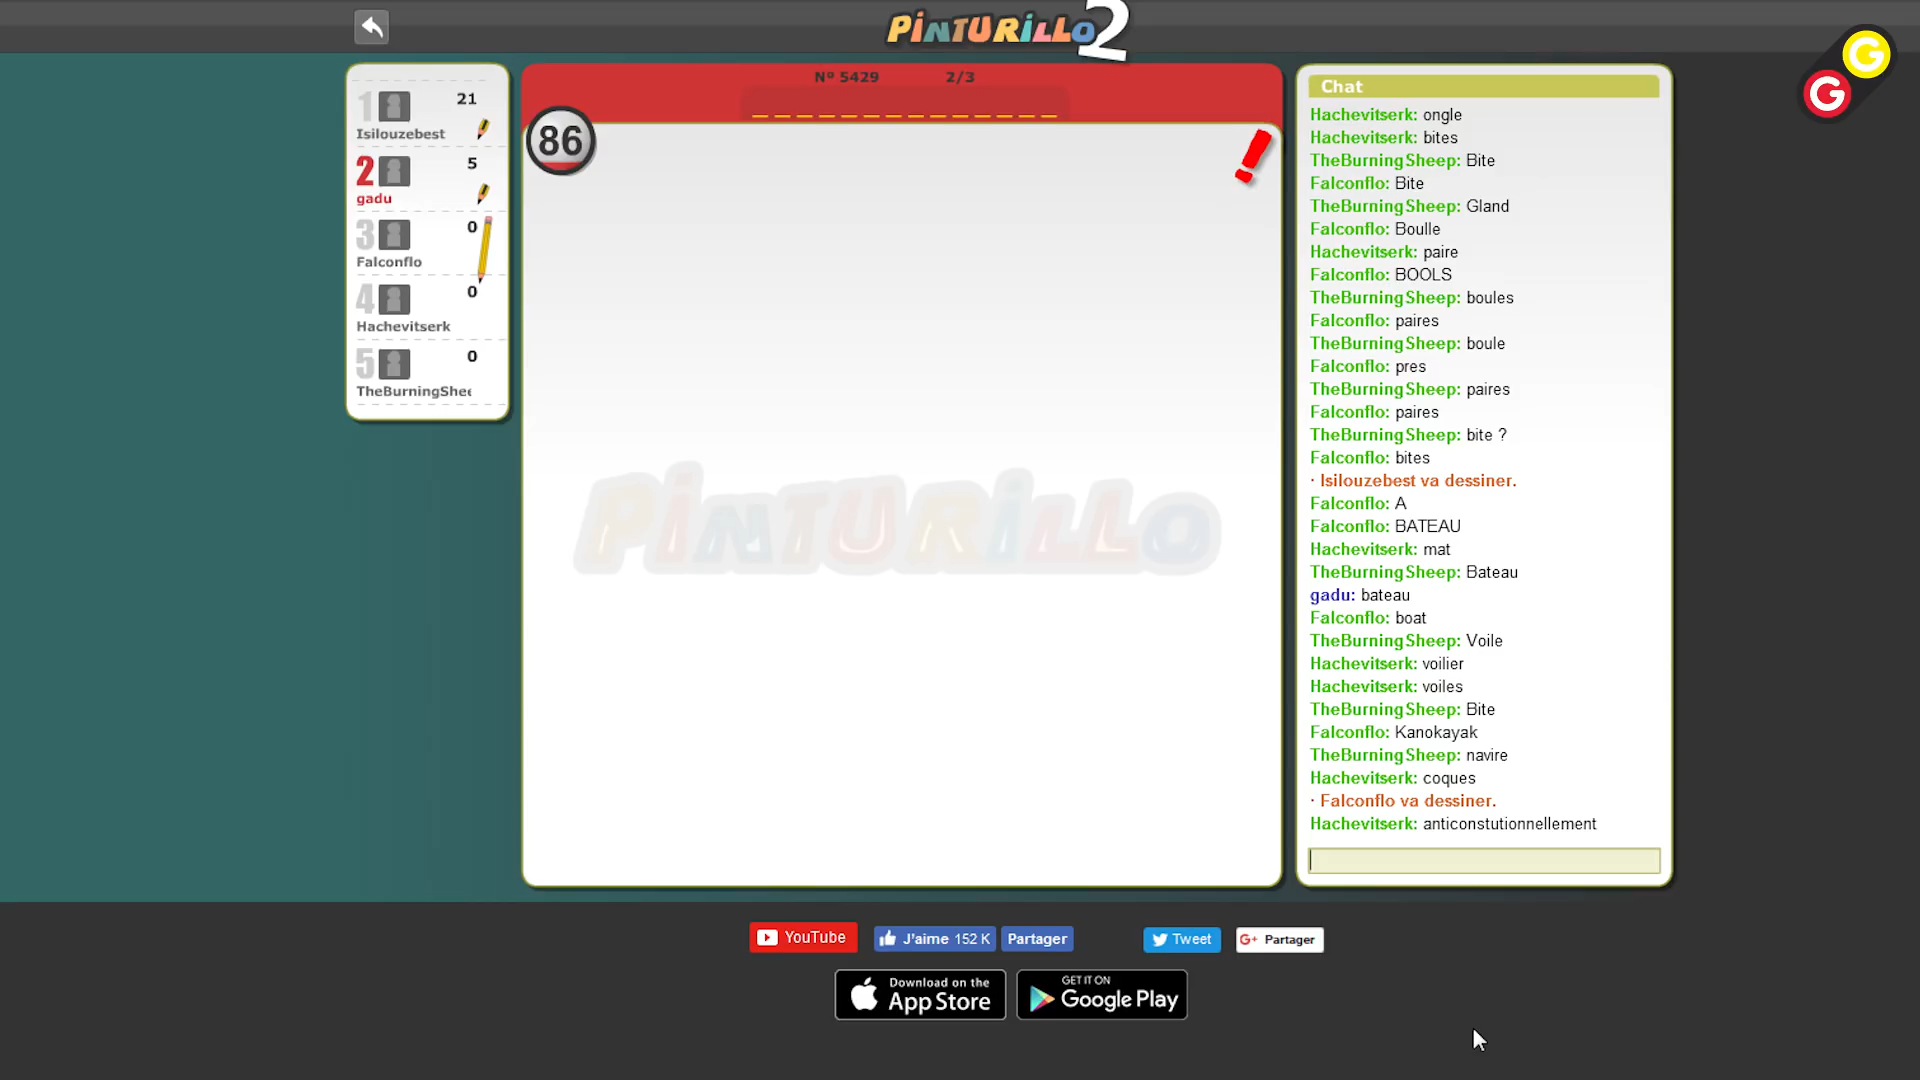 PINTURILLO 2
1
21
Isilouzebest
2
5
gadu
3
0
Falconflo
4
0
Hachevitserk
5
0
TheBurningShee
Nº 5429 2/3
_ _ _ _ _ _ _ _ _ _ _ _ _ _
86
!
PINTURILLO
Chat
Hachevitserk: ongle
Hachevitserk: bites
TheBurningSheep: Bite
Falconflo: Bite
TheBurningSheep: Gland
Falconflo: Boulle
Hachevitserk: paire
Falconflo: BOOLS
TheBurningSheep: boules
Falconflo: paires
TheBurningSheep: boule
Falconflo: pres
TheBurningSheep: paires
Falconflo: paires
TheBurningSheep: bite ?
Falconflo: bites
· Isilouzebest va dessiner.
Falconflo: A
Falconflo: BATEAU
Hachevitserk: mat
TheBurningSheep: Bateau
gadu: bateau
Falconflo: boat
TheBurningSheep: Voile
Hachevitserk: voilier
Hachevitserk: voiles
TheBurningSheep: Bite
Falconflo: Kanokayak
TheBurningSheep: navire
Hachevitserk: coques
· Falconflo va dessiner.
Hachevitserk: anticonstutionnellement
G
G
YouTube
J'aime 152 K
Partager
Tweet
G+ Partager
Download on the
App Store
GET IT ON
Google Play